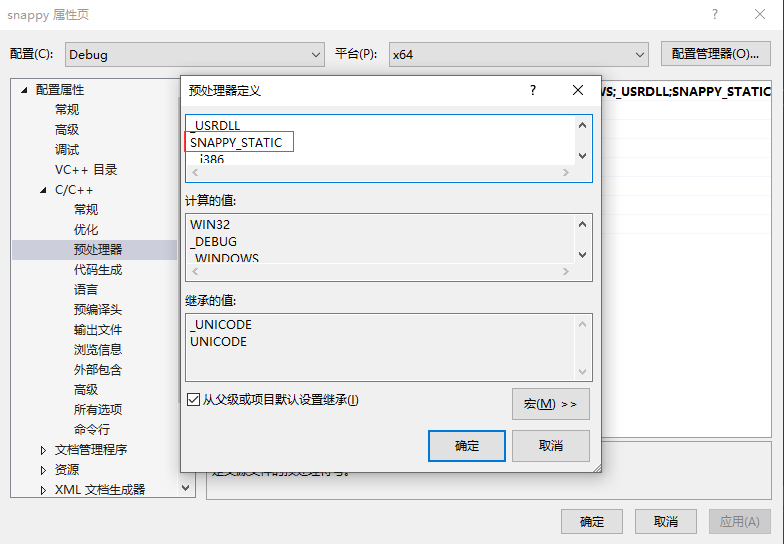 snappy 属性页
配置(C): Debug 平台(P): x64 配置管理器(O)...
配置属性
常规
高级
调试
VC++ 目录
C/C++
常规
优化
预处理器
代码生成
语言
预编译头
输出文件
浏览信息
外部包含
高级
所有选项
命令行
文档管理程序
资源
XML 文档生成器
WS;_USRDLL;SNAPPY_STATIC
预处理器定义
_USRDLL
SNAPPY_STATIC
__i386
计算的值:
WIN32
_DEBUG
_WINDOWS
继承的值:
_UNICODE
UNICODE
从父级或项目默认设置继承(I)
宏(M) >>
确定 取消
确定 取消 应用(A)